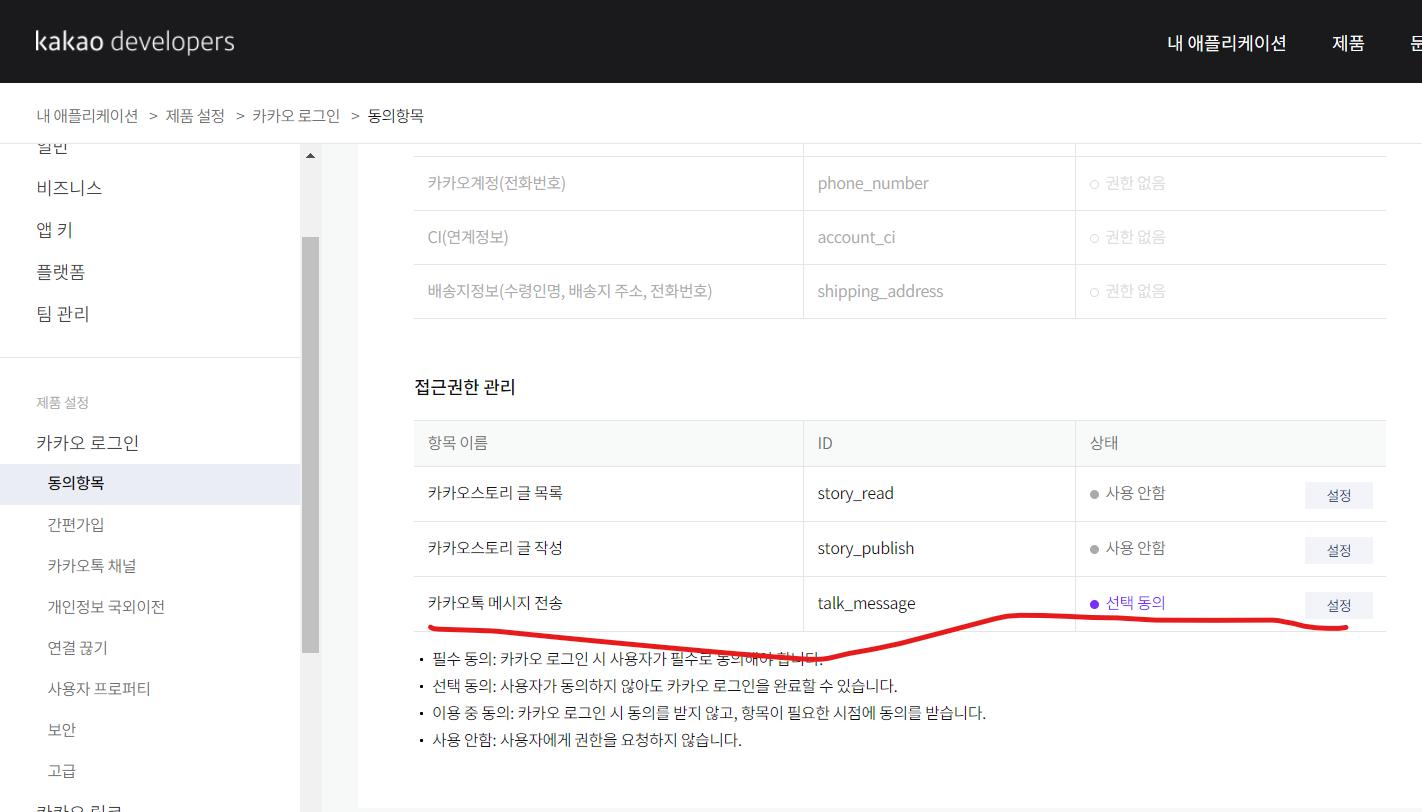 kakao developers
내 애플리케이션 제품
내 애플리케이션 > 제품 설정 > 카카오 로그인 > 동의항목
일반
비즈니스
앱 키
플랫폼
팀 관리
제품 설정
카카오 로그인
동의항목
간편가입
카카오톡 채널
개인정보 국외이전
연결 끊기
사용자 프로퍼티
보안
고급
카카오 링크
카카오계정(전화번호) phone_number 권한 없음
CI(연계정보) account_ci 권한 없음
배송지정보(수령인명, 배송지 주소, 전화번호) shipping_address 권한 없음
접근권한 관리
항목 이름 ID 상태
카카오스토리 글 목록 story_read 사용 안함 설정
카카오스토리 글 작성 story_publish 사용 안함 설정
카카오톡 메시지 전송 talk_message 선택 동의 설정
• 필수 동의: 카카오 로그인 시 사용자가 필수로 동의해야 합니다.
• 선택 동의: 사용자가 동의하지 않아도 카카오 로그인을 완료할 수 있습니다.
• 이용 중 동의: 카카오 로그인 시 동의를 받지 않고, 항목이 필요한 시점에 동의를 받습니다.
• 사용 안함: 사용자에게 권한을 요청하지 않습니다.